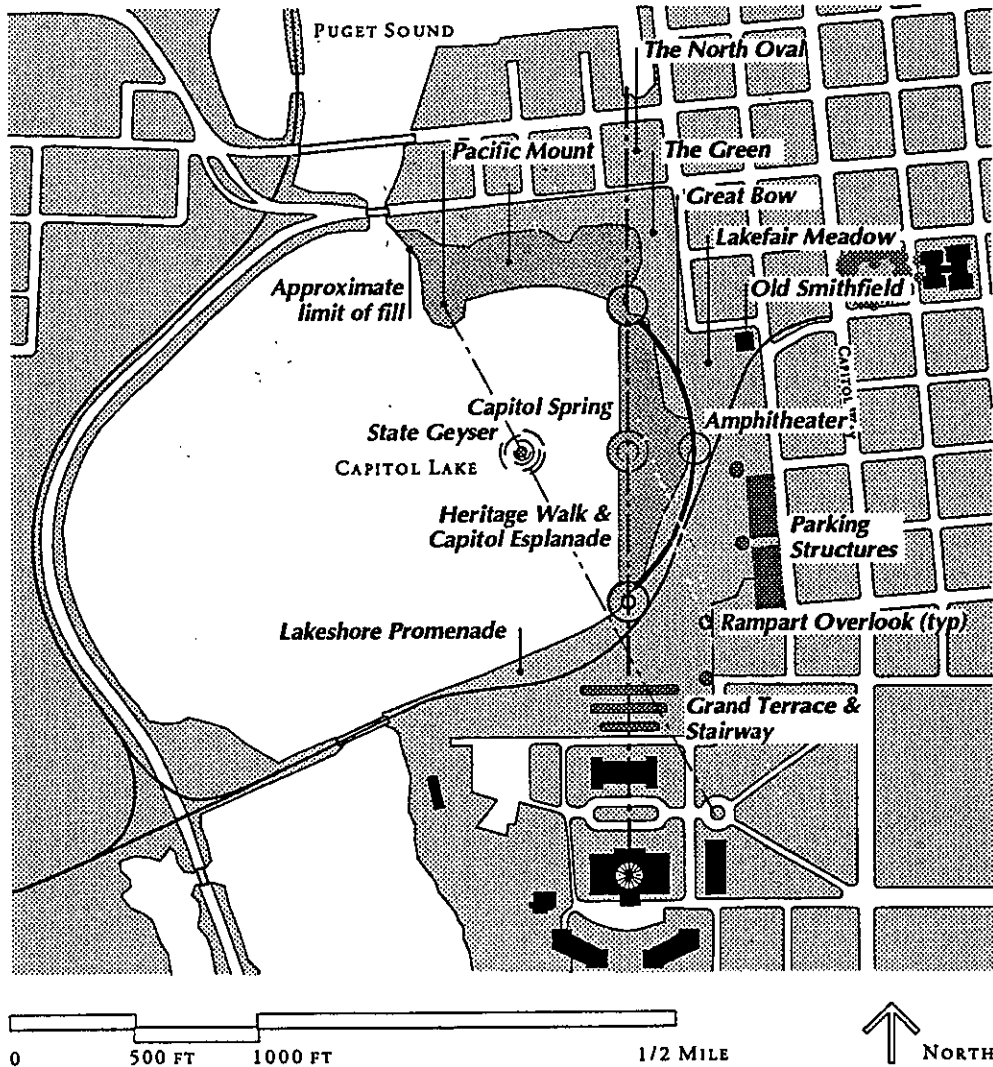 PUGET SOUND
The North Oval
Pacific Mount
The Green
Great Bow
Lakefair Meadow
Approximate
limit of fill
Old Smithfield
CAPITOL WAY
Capitol Spring
State Geyser
Amphitheater
CAPITOL LAKE
Heritage Walk &
Capitol Esplanade
Parking
Structures
Lakeshore Promenade
Rampart Overlook (typ)
Grand Terrace &
Stairway
0
500 FT
1000 FT
1/2 MILE
NORTH